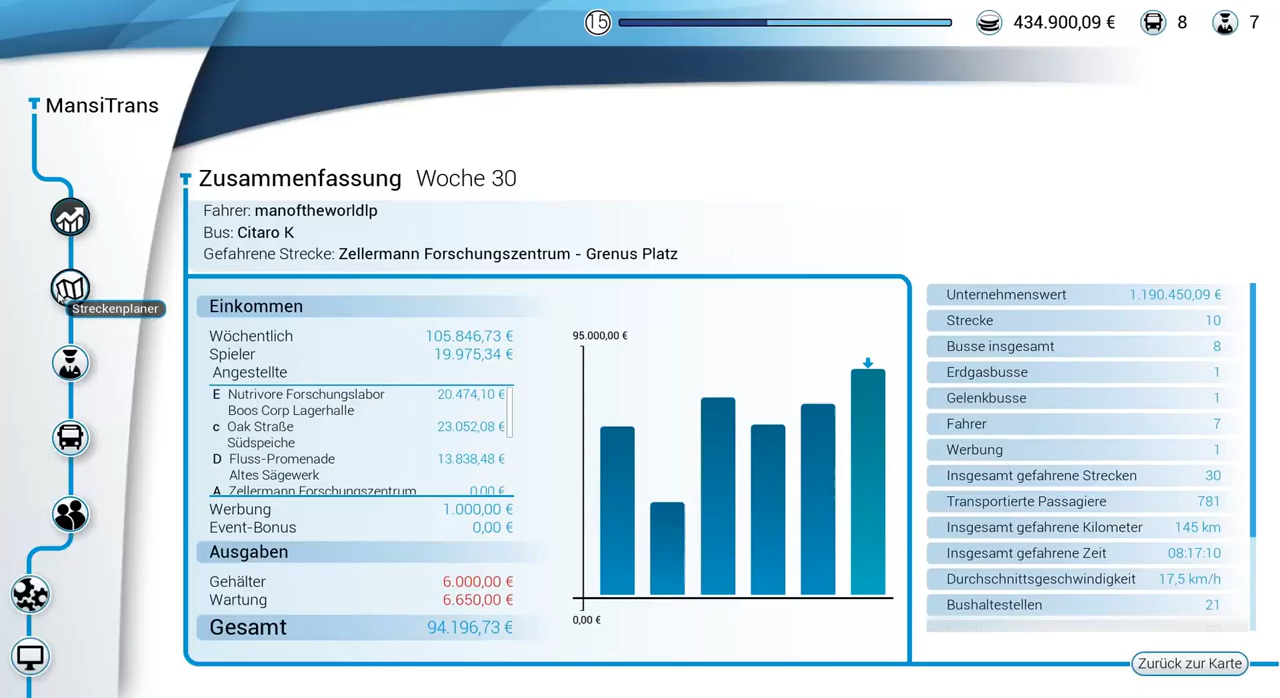 15 434.900,09 € 8 7
MansiTrans
Streckenplaner
Zusammenfassung Woche 30
Fahrer: manoftheworldlp
Bus: Citaro K
Gefahrene Strecke: Zellermann Forschungszentrum - Grenus Platz
Einkommen
Wöchentlich 105.846,73 €
Spieler 19.975,34 €
Angestellte
E Nutrivore Forschungslabor 20.474,10 €
Boos Corp Lagerhalle
c Oak Straße 23.052,08 €
Südspeiche
D Fluss-Promenade 13.838,48 €
Altes Sägewerk
A Zellermann Forschungszentrum 0,00 €
Werbung 1.000,00 €
Event-Bonus 0,00 €
Ausgaben
Gehälter 6.000,00 €
Wartung 6.650,00 €
Gesamt 94.196,73 €
95.000,00 €
0,00 €
Unternehmenswert 1.190.450,09 €
Strecke 10
Busse insgesamt 8
Erdgasbusse 1
Gelenkbusse 1
Fahrer 7
Werbung 1
Insgesamt gefahrene Strecken 30
Transportierte Passagiere 781
Insgesamt gefahrene Kilometer 145 km
Insgesamt gefahrene Zeit 08:17:10
Durchschnittsgeschwindigkeit 17,5 km/h
Bushaltestellen 21
Zurück zur Karte